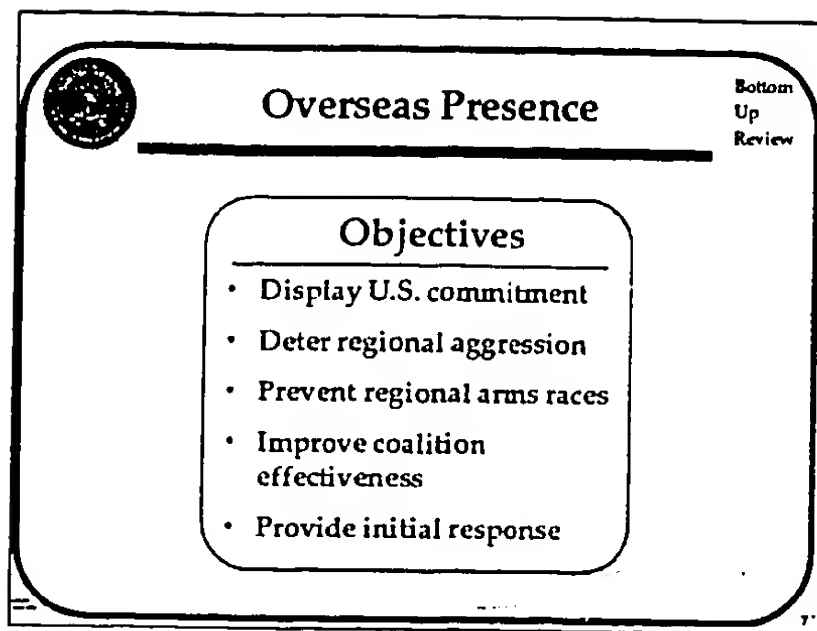 Overseas Presence
Bottom
Up
Review
Objectives
• Display U.S. commitment
• Deter regional aggression
• Prevent regional arms races
• Improve coalition
effectiveness
• Provide initial response